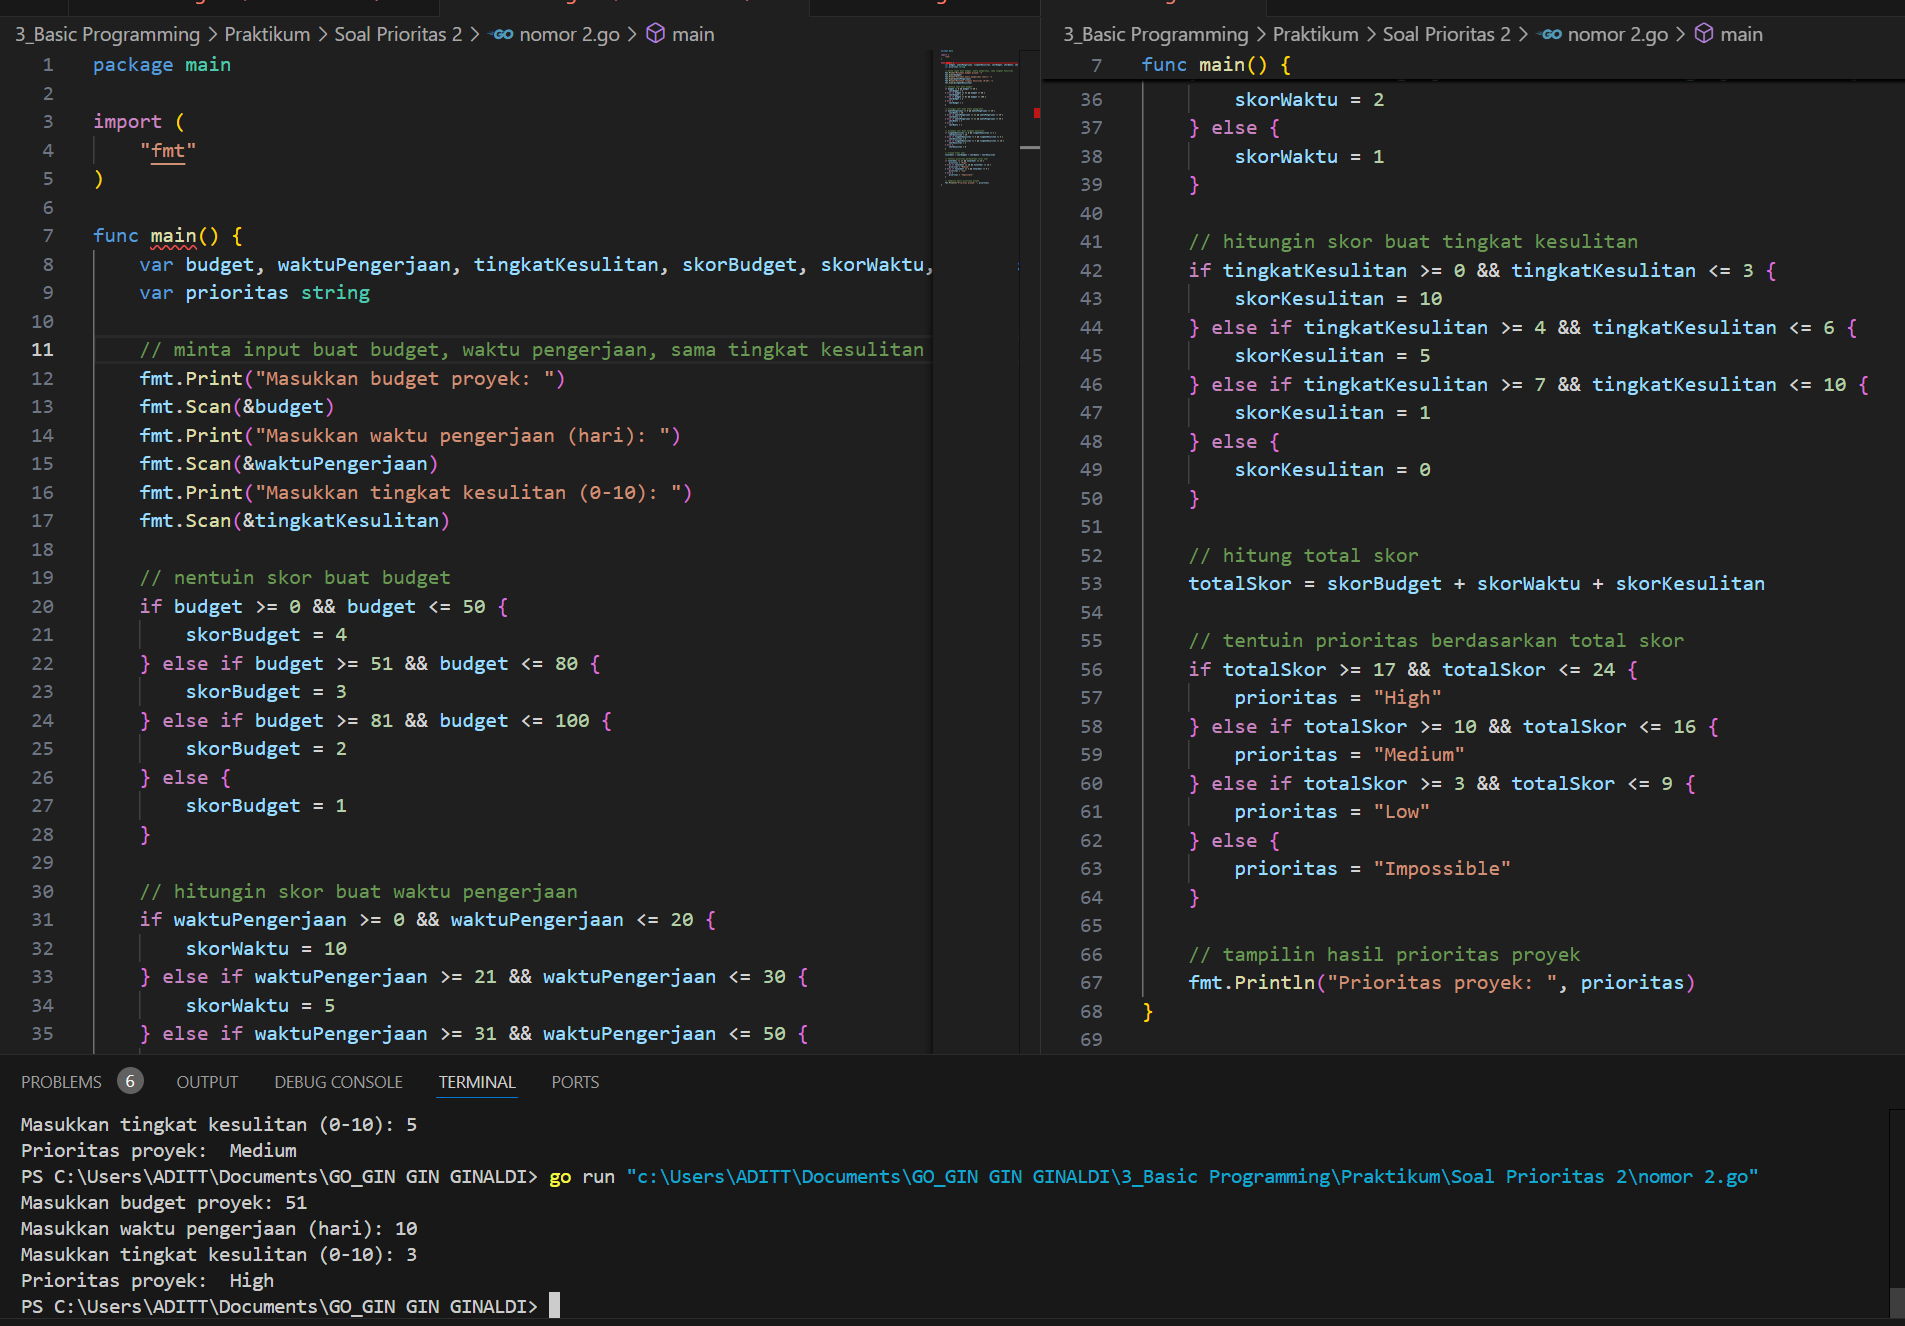 3_Basic Programming > Praktikum > Soal Prioritas 2 > GO nomor 2.go > main
1 package main
2
3 import (
4 "fmt"
5 )
6
7 func main() {
8 var budget, waktuPengerjaan, tingkatKesulitan, skorBudget, skorWaktu,
9 var prioritas string
10
11 // minta input buat budget, waktu pengerjaan, sama tingkat kesulitan
12 fmt.Print("Masukkan budget proyek: ")
13 fmt.Scan(&budget)
14 fmt.Print("Masukkan waktu pengerjaan (hari): ")
15 fmt.Scan(&waktuPengerjaan)
16 fmt.Print("Masukkan tingkat kesulitan (0-10): ")
17 fmt.Scan(&tingkatKesulitan)
18
19 // nentuin skor buat budget
20 if budget >= 0 && budget <= 50 {
21 skorBudget = 4
22 } else if budget >= 51 && budget <= 80 {
23 skorBudget = 3
24 } else if budget >= 81 && budget <= 100 {
25 skorBudget = 2
26 } else {
27 skorBudget = 1
28 }
29
30 // hitungin skor buat waktu pengerjaan
31 if waktuPengerjaan >= 0 && waktuPengerjaan <= 20 {
32 skorWaktu = 10
33 } else if waktuPengerjaan >= 21 && waktuPengerjaan <= 30 {
34 skorWaktu = 5
35 } else if waktuPengerjaan >= 31 && waktuPengerjaan <= 50 {
3_Basic Programming > Praktikum > Soal Prioritas 2 > GO nomor 2.go > main
7 func main() {
36 skorWaktu = 2
37 } else {
38 skorWaktu = 1
39 }
40
41 // hitungin skor buat tingkat kesulitan
42 if tingkatKesulitan >= 0 && tingkatKesulitan <= 3 {
43 skorKesulitan = 10
44 } else if tingkatKesulitan >= 4 && tingkatKesulitan <= 6 {
45 skorKesulitan = 5
46 } else if tingkatKesulitan >= 7 && tingkatKesulitan <= 10 {
47 skorKesulitan = 1
48 } else {
49 skorKesulitan = 0
50 }
51
52 // hitung total skor
53 totalSkor = skorBudget + skorWaktu + skorKesulitan
54
55 // tentuin prioritas berdasarkan total skor
56 if totalSkor >= 17 && totalSkor <= 24 {
57 prioritas = "High"
58 } else if totalSkor >= 10 && totalSkor <= 16 {
59 prioritas = "Medium"
60 } else if totalSkor >= 3 && totalSkor <= 9 {
61 prioritas = "Low"
62 } else {
63 prioritas = "Impossible"
64 }
65
66 // tampilin hasil prioritas proyek
67 fmt.Println("Prioritas proyek: ", prioritas)
68 }
69
PROBLEMS 6 OUTPUT DEBUG CONSOLE TERMINAL PORTS
Masukkan tingkat kesulitan (0-10): 5
Prioritas proyek:  Medium
PS C:\Users\ADITT\Documents\GO_GIN GIN GINALDI> go run "c:\Users\ADITT\Documents\GO_GIN GIN GINALDI\3_Basic Programming\Praktikum\Soal Prioritas 2\nomor 2.go"
Masukkan budget proyek: 51
Masukkan waktu pengerjaan (hari): 10
Masukkan tingkat kesulitan (0-10): 3
Prioritas proyek:  High
PS C:\Users\ADITT\Documents\GO_GIN GIN GINALDI>